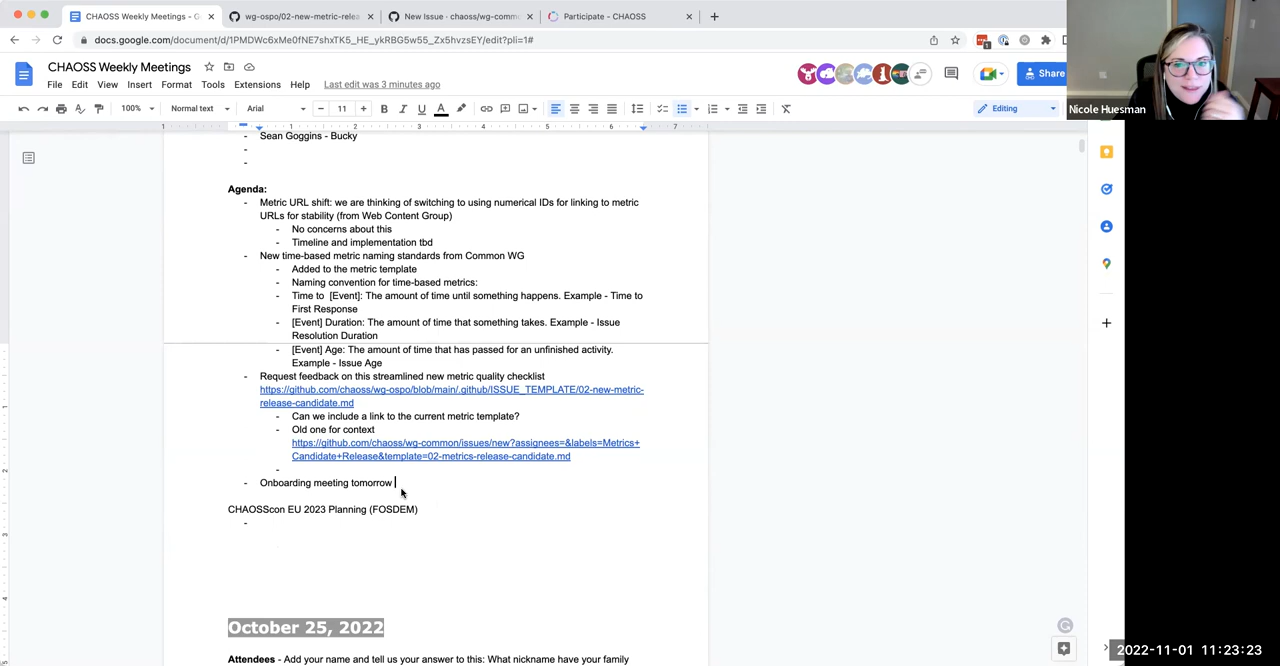 CHAOSS Weekly Meetings - G
wg-ospo/02-new-metric-relea
New Issue · chaoss/wg-comm
Participate - CHAOSS
docs.google.com/document/d/1PMDWc6xMe0fNE7shxTK5_HE_ykRBG5w55_Zx5hvzsEY/edit?pli=1#
CHAOSS Weekly Meetings
File Edit View Insert Format Tools Extensions Help Last edit was 3 minutes ago
Share
100% Normal text Arial 11 Editing
Nicole Huesman
1 1 2 3 4 5 6 7
- Sean Goggins - Bucky
-
-
Agenda:
- Metric URL shift: we are thinking of switching to using numerical IDs for linking to metric
URLs for stability (from Web Content Group)
- No concerns about this
- Timeline and implementation tbd
- New time-based metric naming standards from Common WG
- Added to the metric template
- Naming convention for time-based metrics:
- Time to [Event]: The amount of time until something happens. Example - Time to
First Response
- [Event] Duration: The amount of time that something takes. Example - Issue
Resolution Duration
- [Event] Age: The amount of time that has passed for an unfinished activity.
Example - Issue Age
- Request feedback on this streamlined new metric quality checklist
https://github.com/chaoss/wg-ospo/blob/main/.github/ISSUE_TEMPLATE/02-new-metric-
release-candidate.md
- Can we include a link to the current metric template?
- Old one for context
https://github.com/chaoss/wg-common/issues/new?assignees=&labels=Metrics+
Candidate+Release&template=02-metrics-release-candidate.md
-
- Onboarding meeting tomorrow
CHAOSScon EU 2023 Planning (FOSDEM)
-
October 25, 2022
Attendees - Add your name and tell us your answer to this: What nickname have your family
2022-11-01 11:23:23